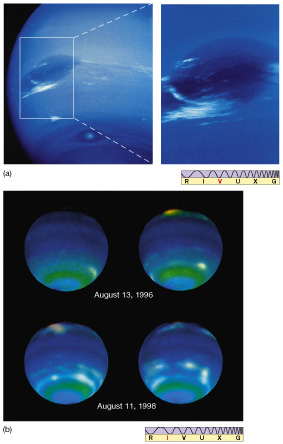 (a)
R I V U X G
August 13, 1996
August 11, 1998
(b)
R I V U X G